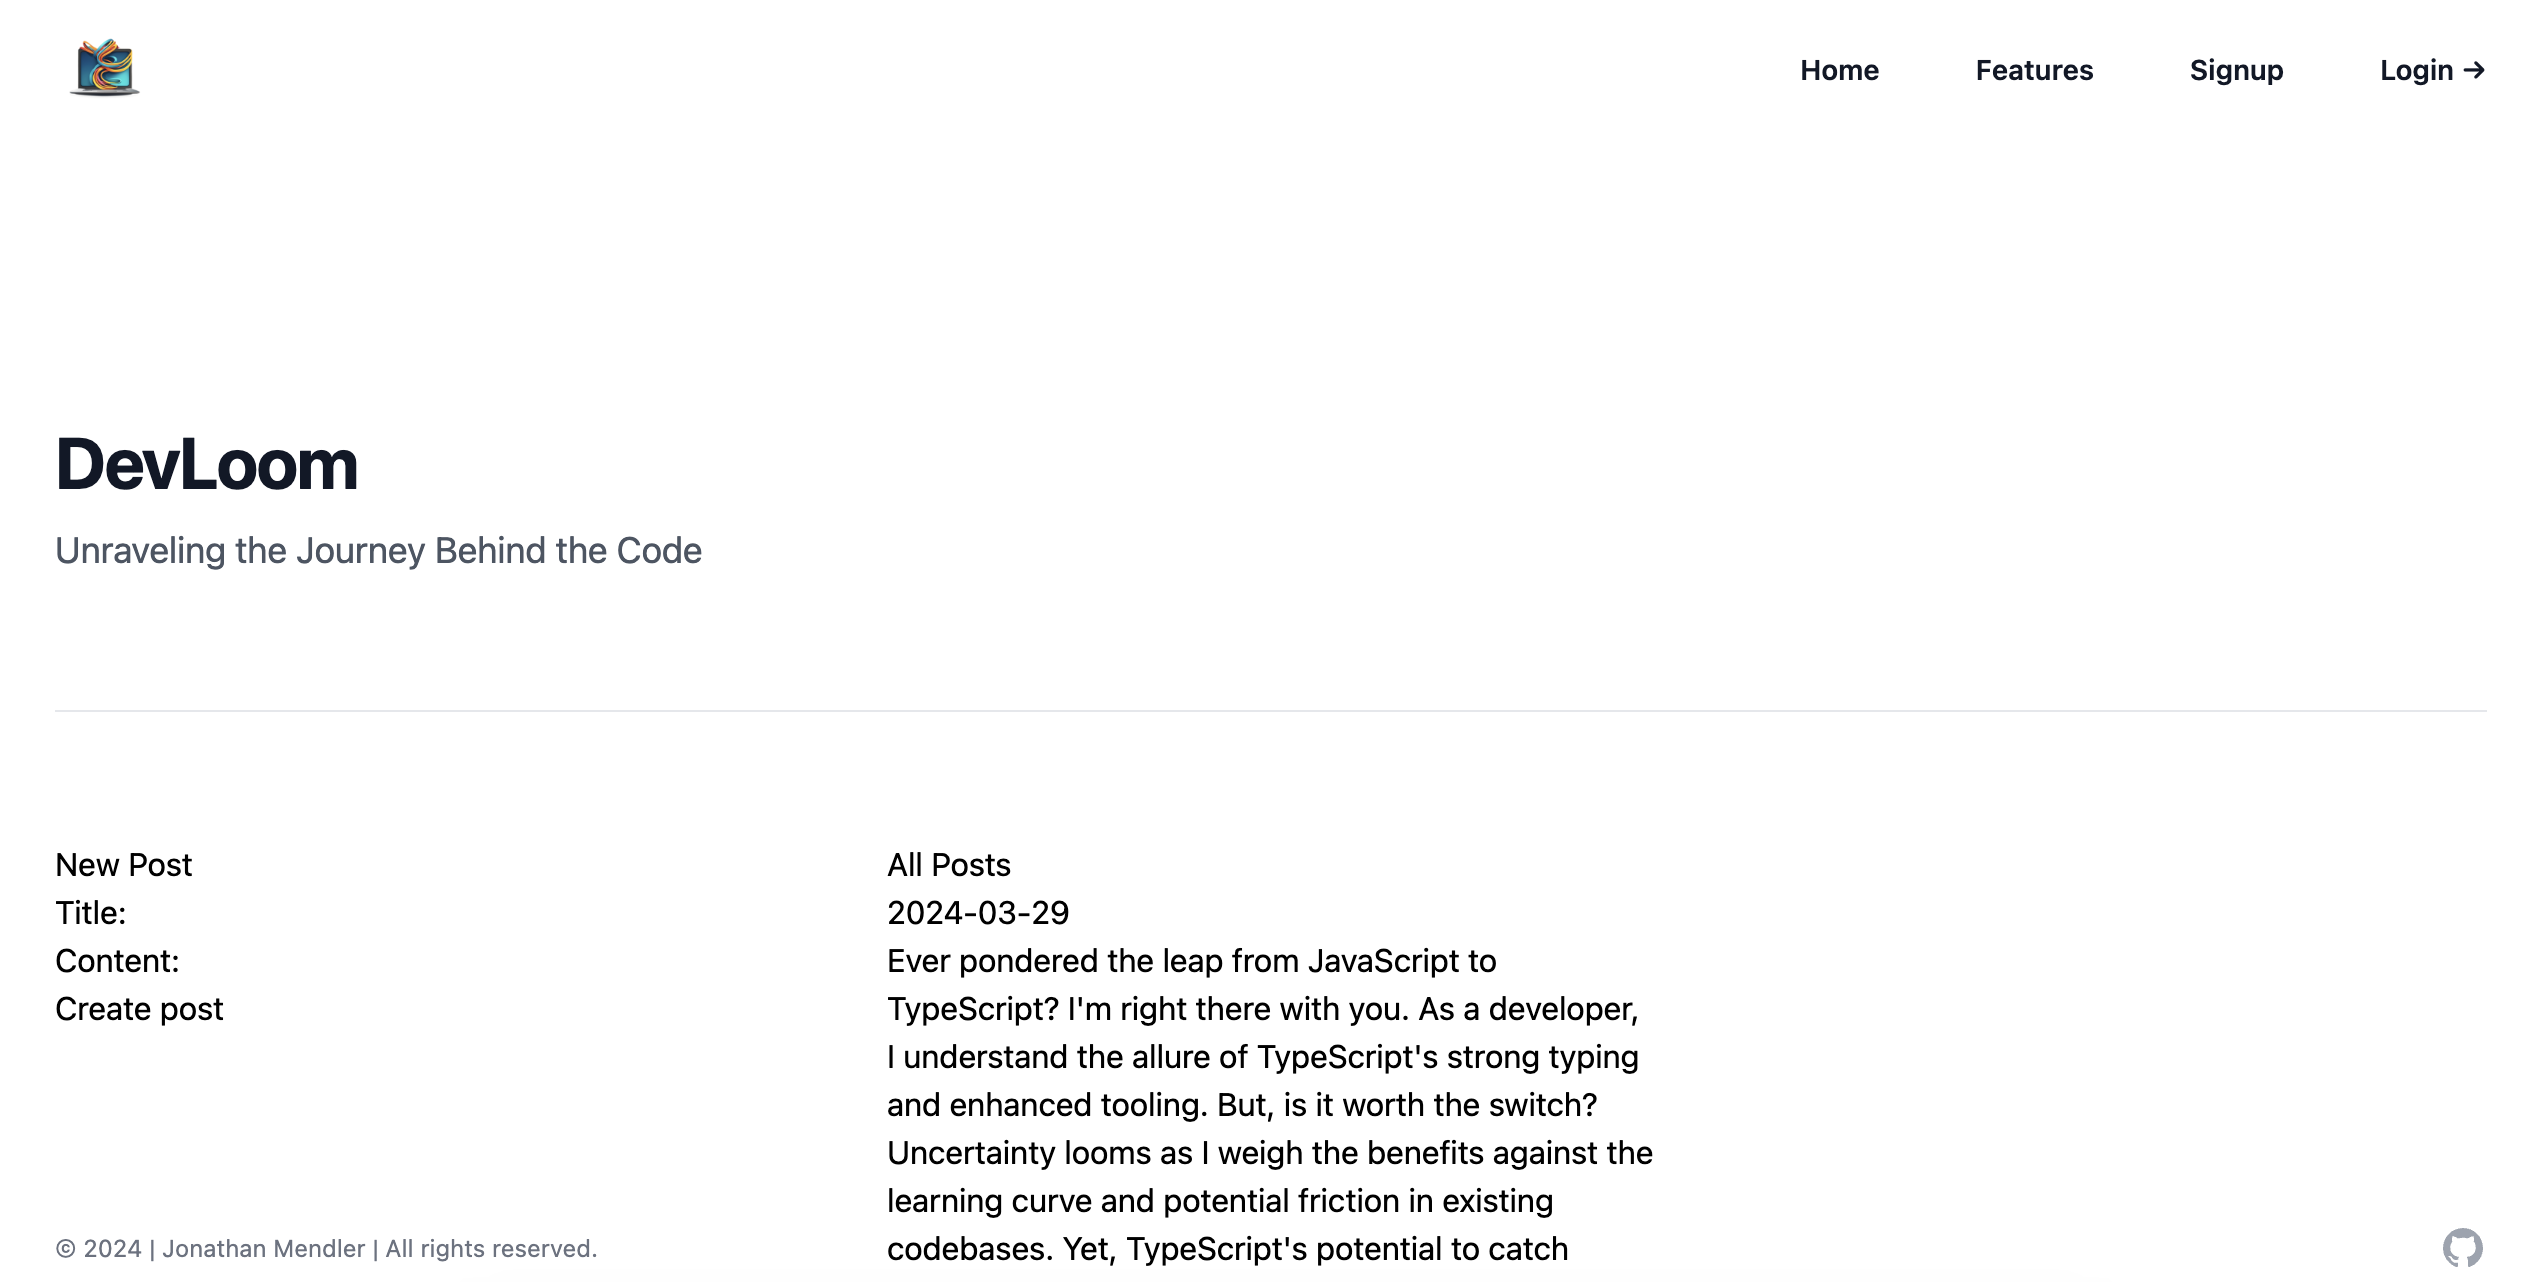 Home Features Signup Login →
DevLoom
Unraveling the Journey Behind the Code
New Post
Title:
Content:
Create post
All Posts
2024-03-29
Ever pondered the leap from JavaScript to
TypeScript? I'm right there with you. As a developer,
I understand the allure of TypeScript's strong typing
and enhanced tooling. But, is it worth the switch?
Uncertainty looms as I weigh the benefits against the
learning curve and potential friction in existing
codebases. Yet, TypeScript's potential to catch
© 2024 | Jonathan Mendler | All rights reserved.